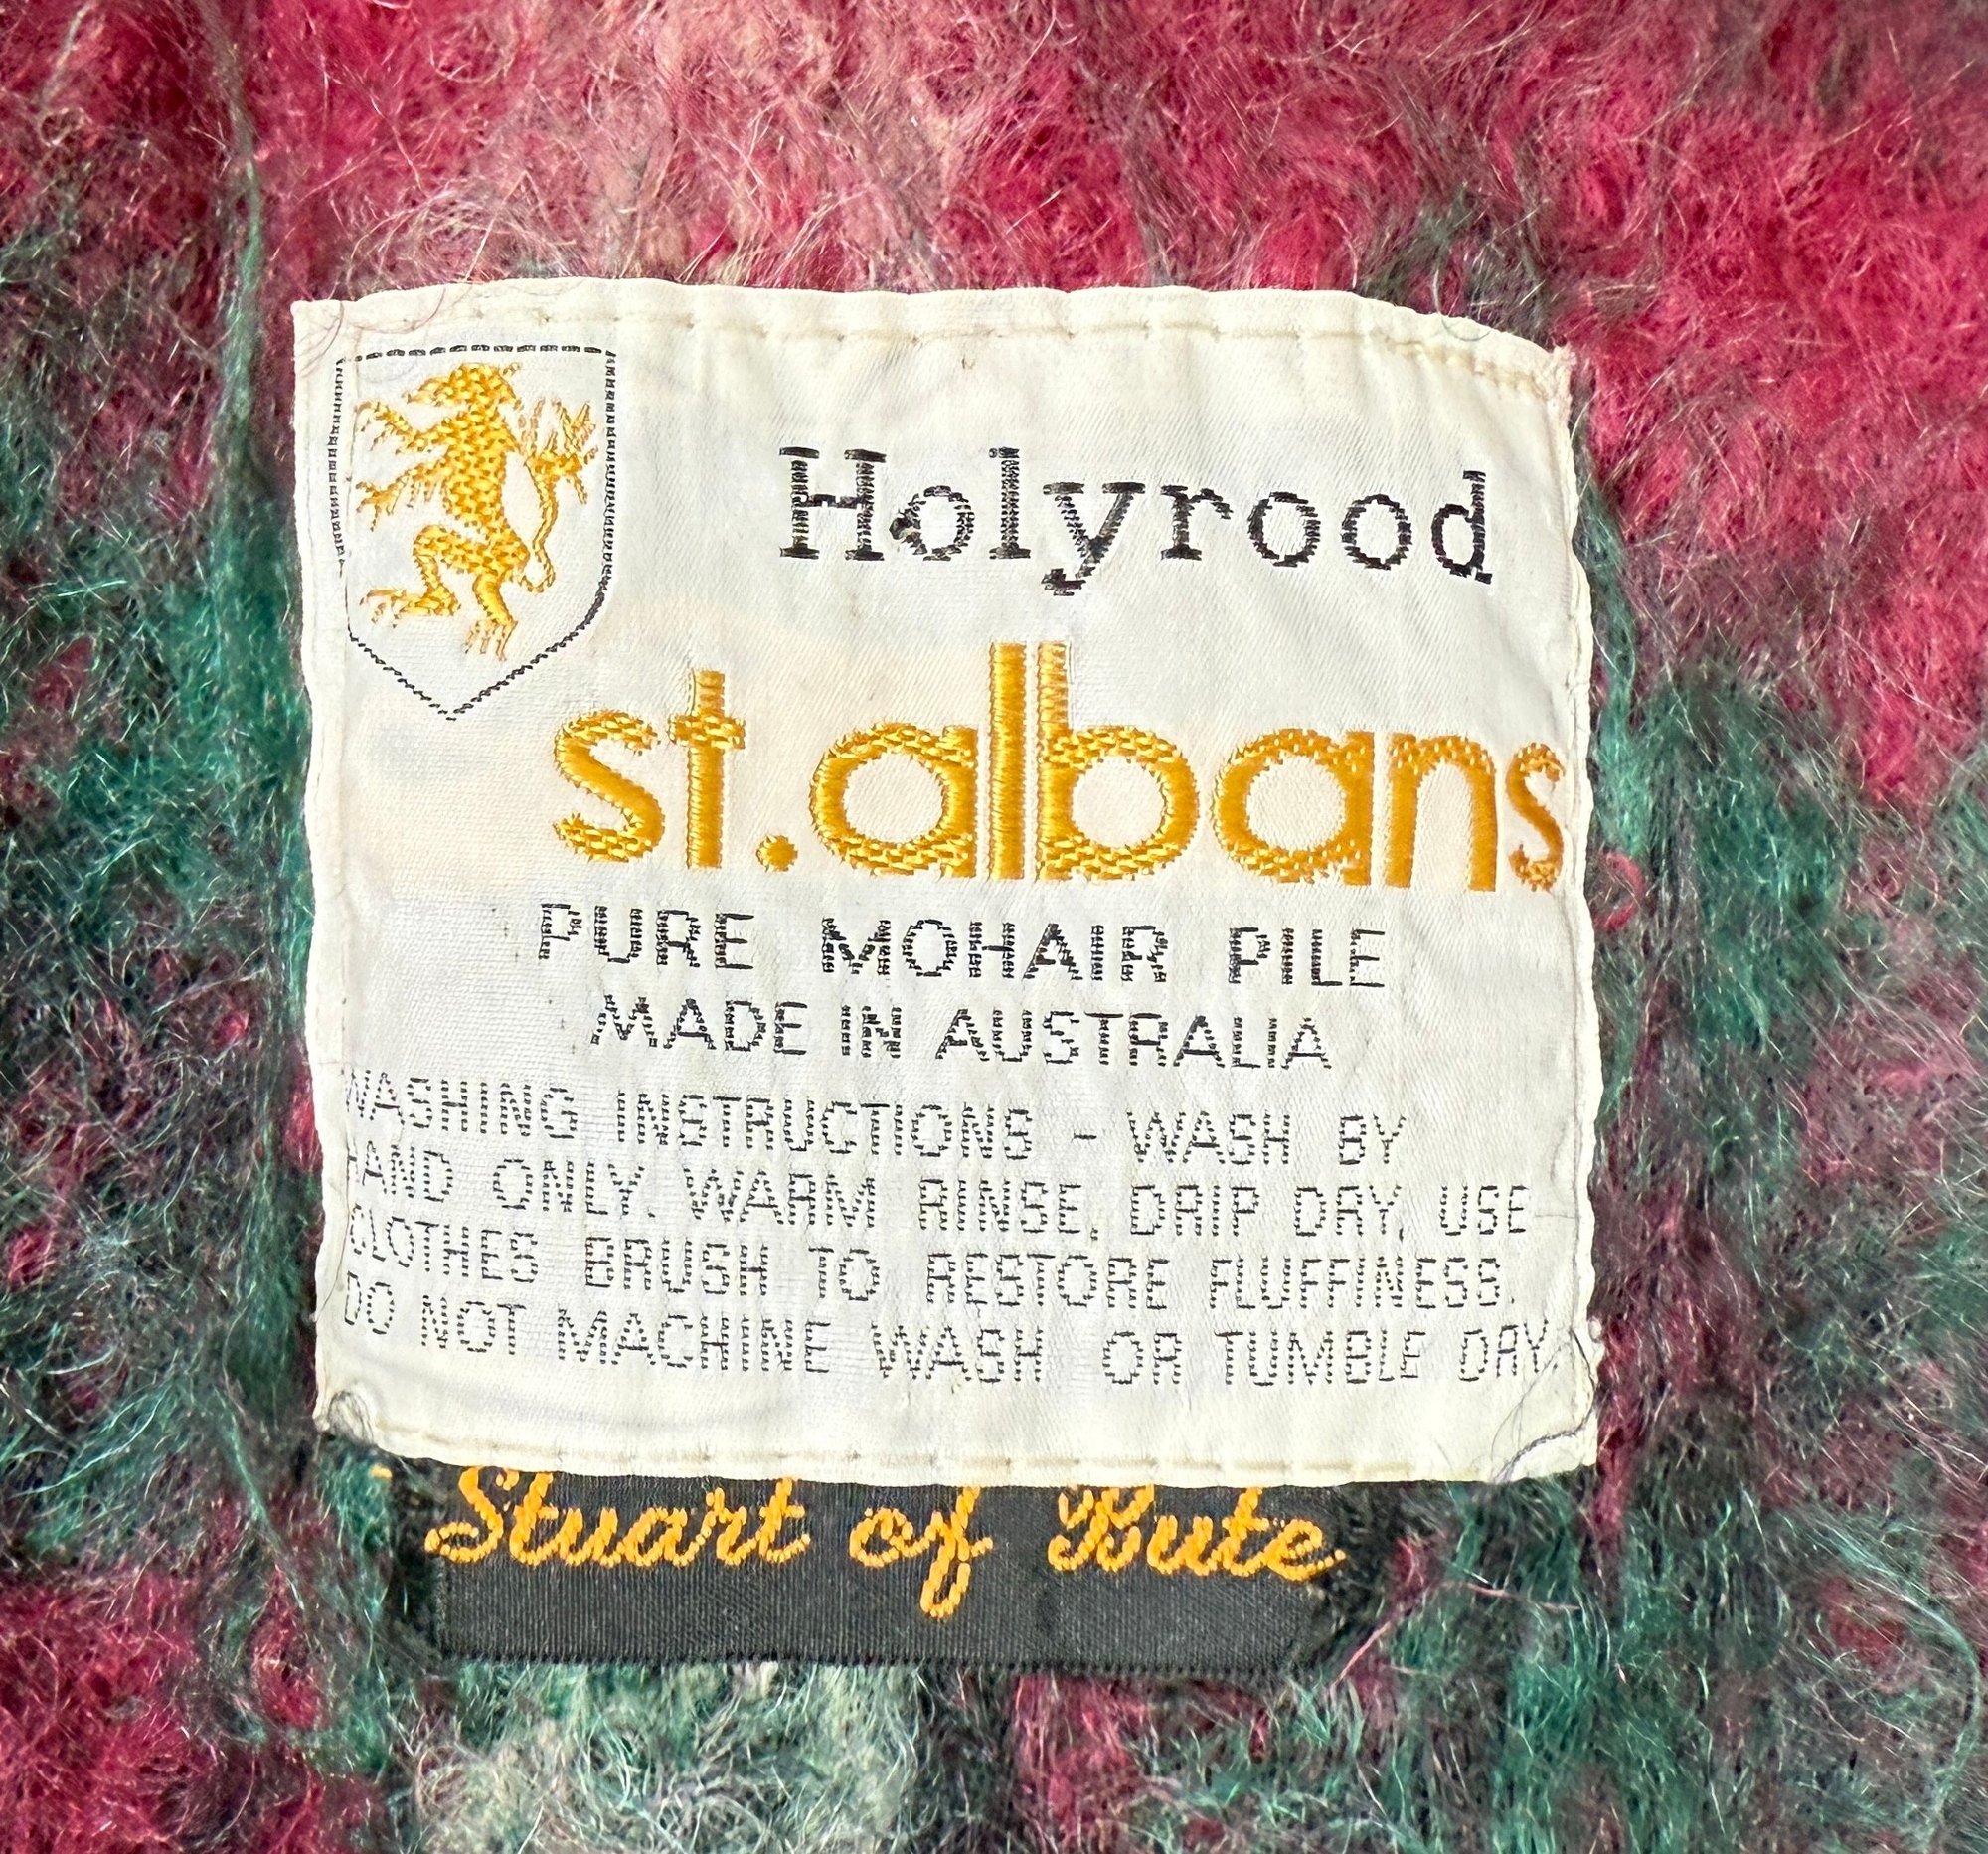 Holyrood
st.albans
PURE MOHAIR PILE
MADE IN AUSTRALIA
WASHING INSTRUCTIONS - WASH BY
HAND ONLY. WARM RINSE. DRIP DRY. USE
CLOTHES BRUSH TO RESTORE FLUFFINESS.
DO NOT MACHINE WASH OR TUMBLE DRY.
Stuart of Bute